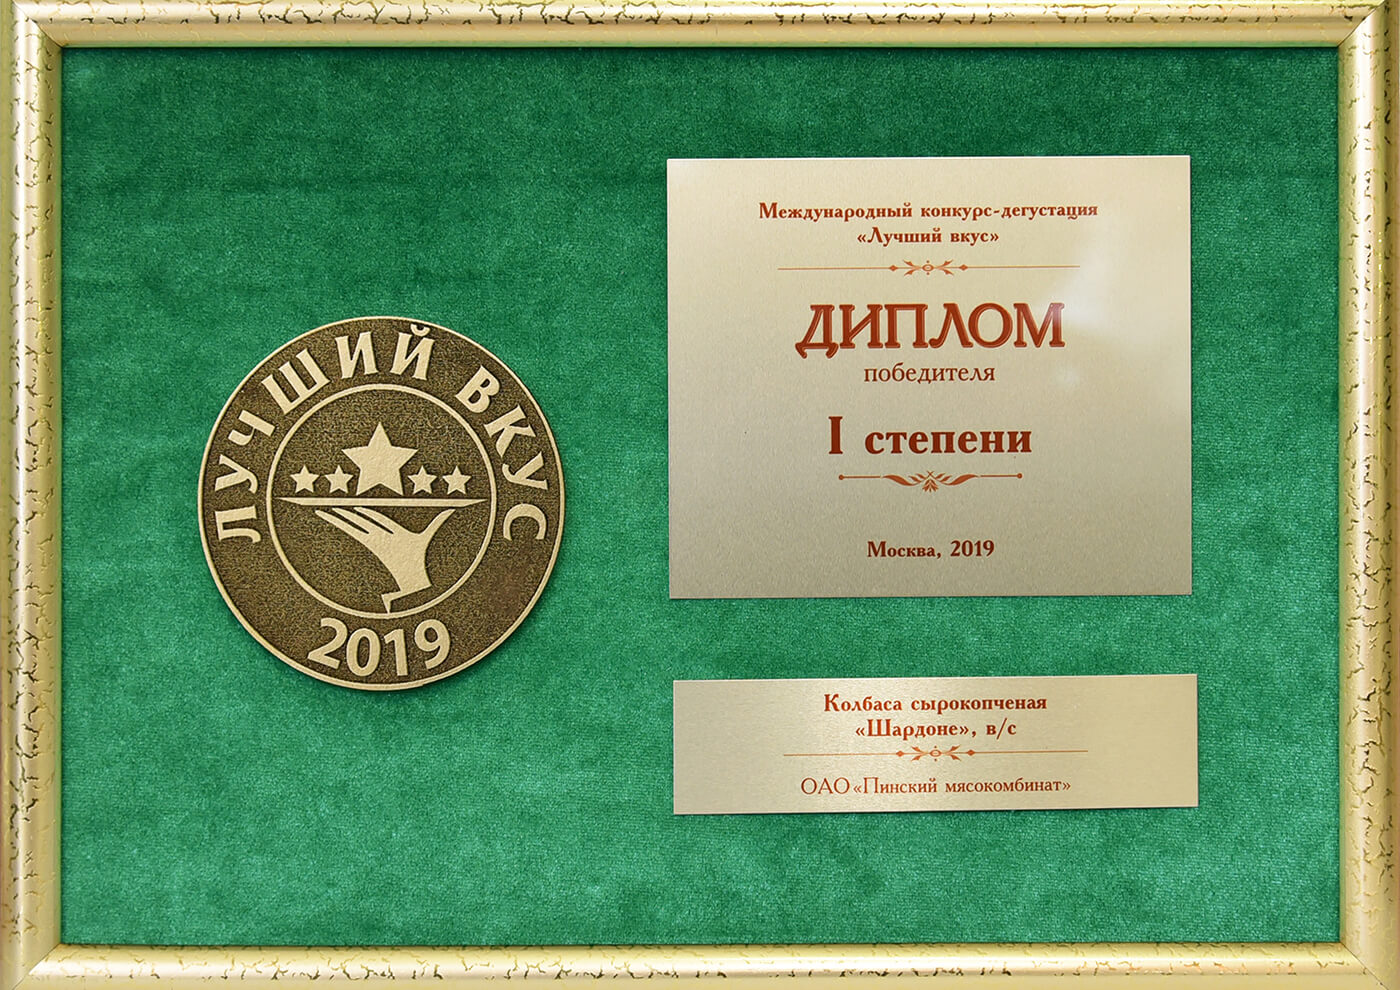 ЛУЧШИЙ ВКУС
2019
Международный конкурс-дегустация
«Лучший вкус»
ДИПЛОМ
победителя
I степени
Москва, 2019
Колбаса сырокопченая
«Шардоне», в/с
ОАО «Пинский мясокомбинат»